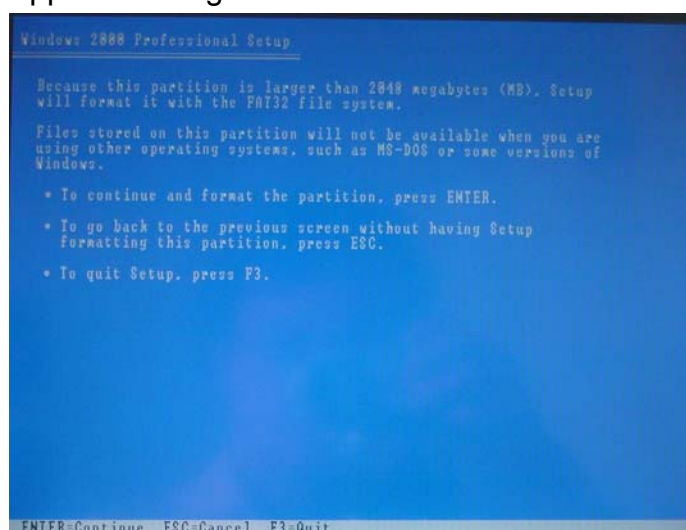 Windows 2000 Professional Setup
Because this partition is larger than 2048 megabytes (MB), Setup
will format it with the FAT32 file system.
Files stored on this partition will not be available when you are
using other operating systems, such as MS-DOS or some versions of
Windows.
• To continue and format the partition, press ENTER.
• To go back to the previous screen without having Setup
formatting this partition, press ESC.
• To quit Setup, press F3.
ENTER=Continue ESC=Cancel F3=Quit